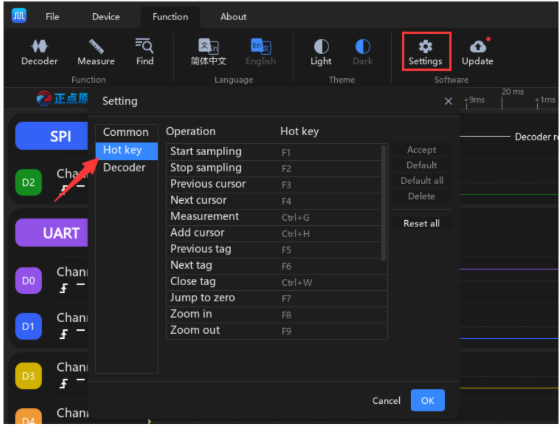 File Device Function About
Decoder Measure Find 简体中文 English Light Dark Settings Update
Function Language Theme Software
正点原
Setting
+9ms 20 ms +1ms
SPI
Decoder r
D2
Common
Hot key
Decoder
Operation Hot key
Start sampling F1
Stop sampling F2
Previous cursor F3
Next cursor F4
Measurement Ctrl+G
Add cursor Ctrl+H
Previous tag F5
Next tag F6
Close tag Ctrl+W
Jump to zero F7
Zoom in F8
Zoom out F9
Accept
Default
Default all
Delete
Reset all
UART
D0 Chan
D1 Chan
D3 Chan
D4 Chan
Cancel OK